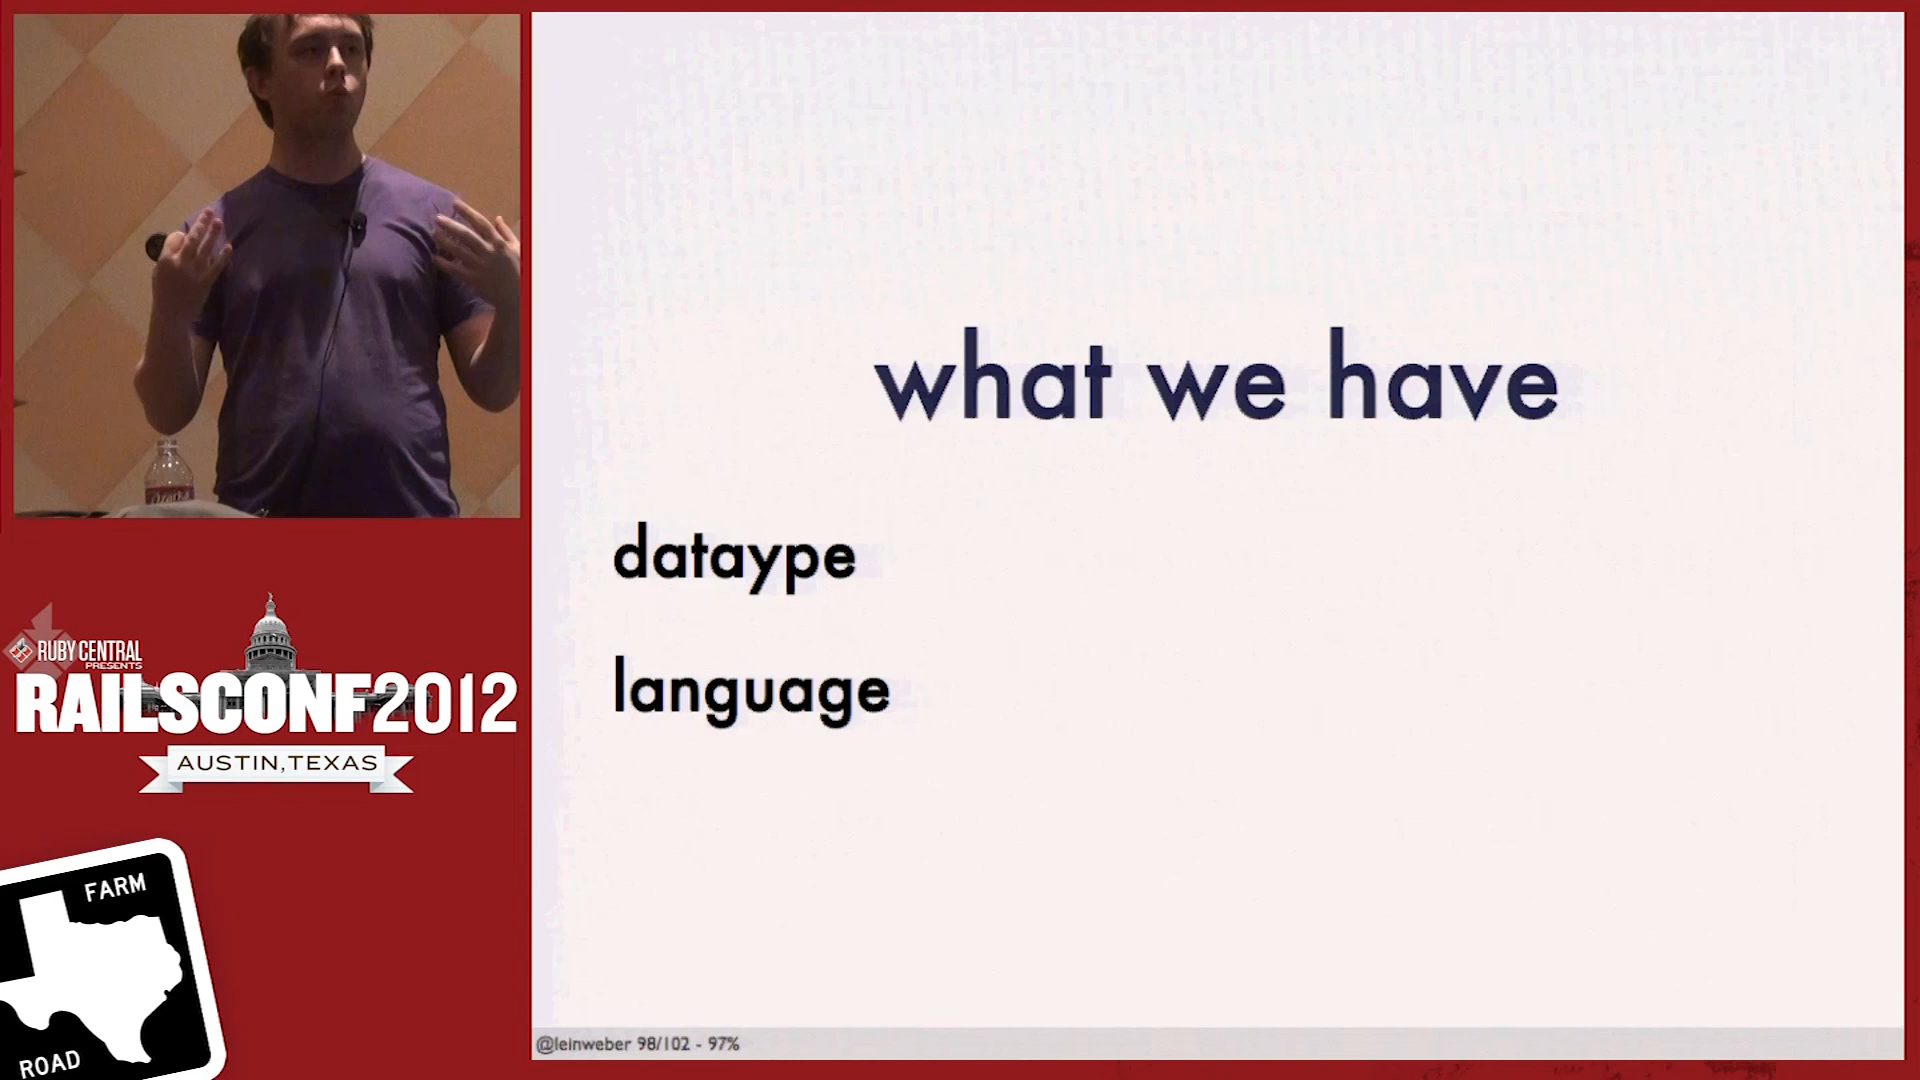 what we have
dataype
language
@leinweber 98/102 - 97%
RUBY CENTRAL
PRESENTS
RAILSCONF2012
AUSTIN, TEXAS
FARM
ROAD